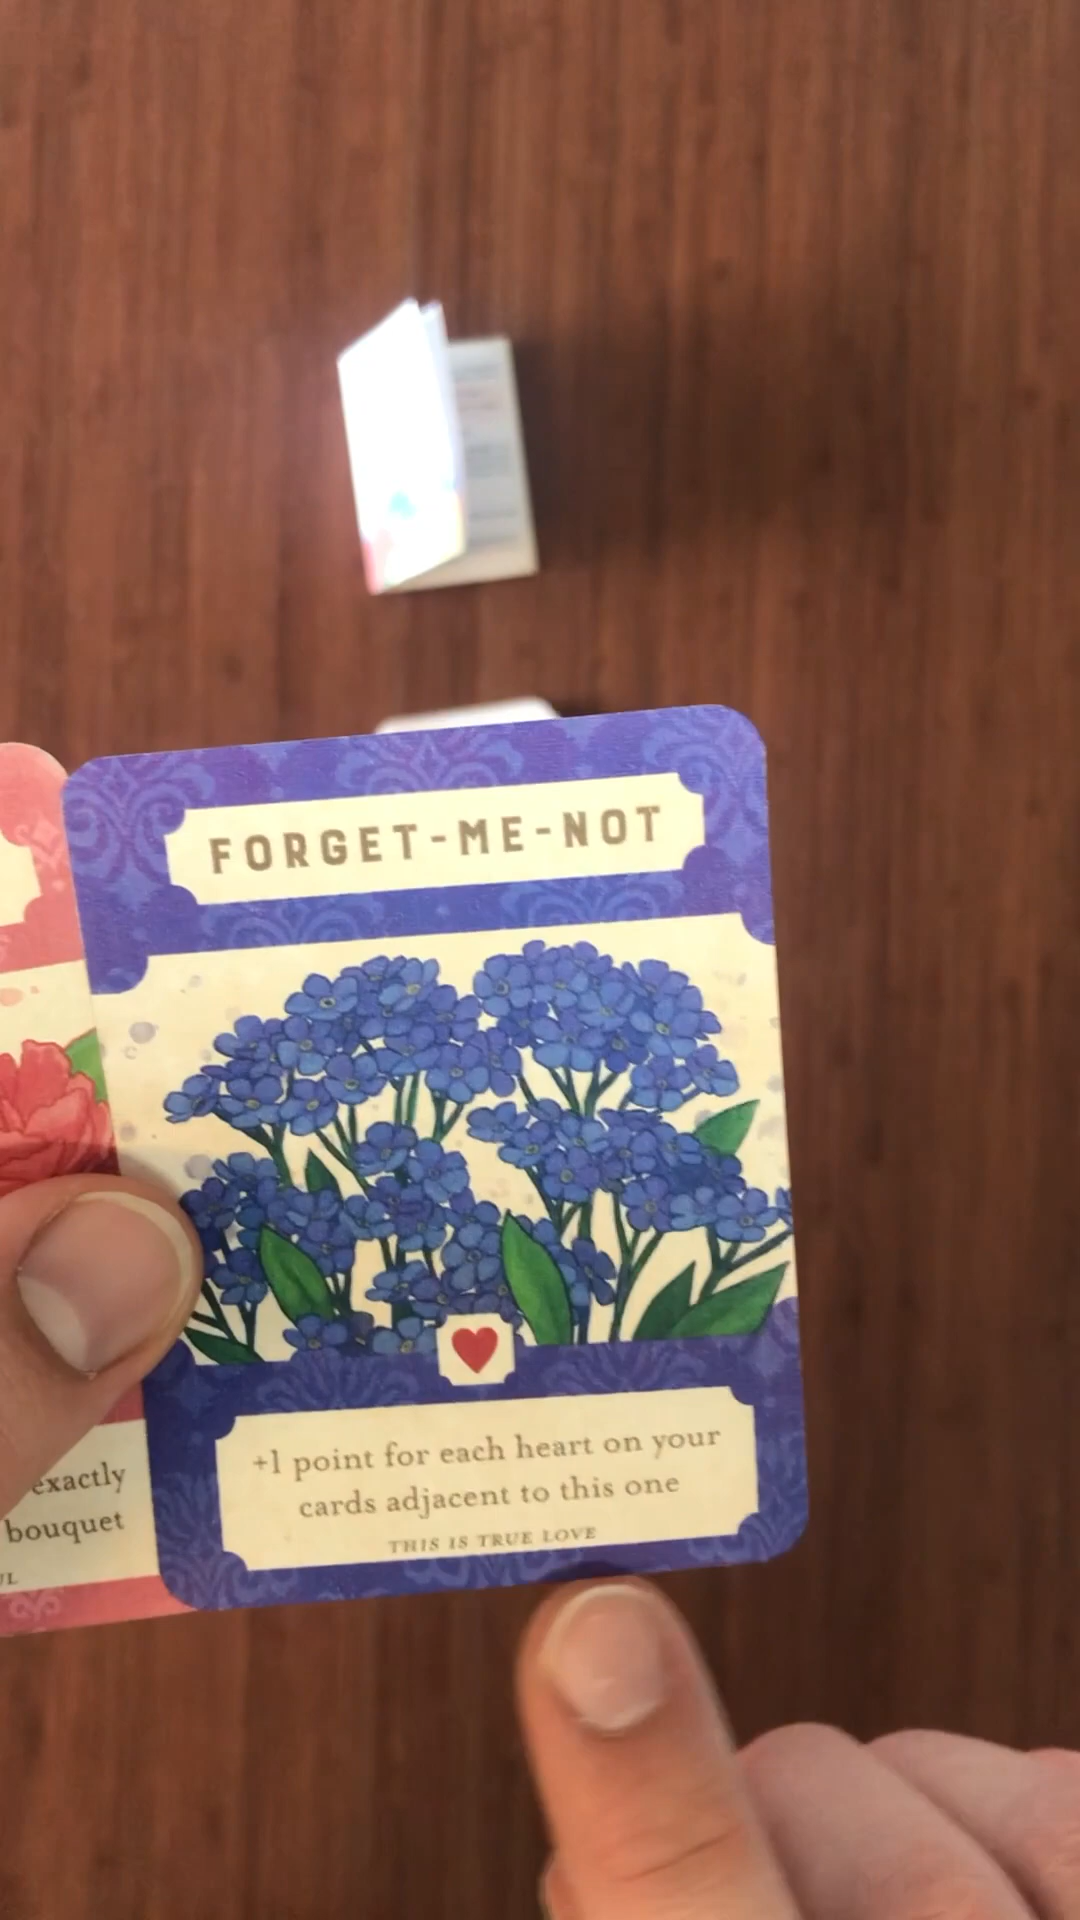 FORGET-ME-NOT
+1 point for each heart on your
cards adjacent to this one
THIS IS TRUE LOVE
exactly
bouquet